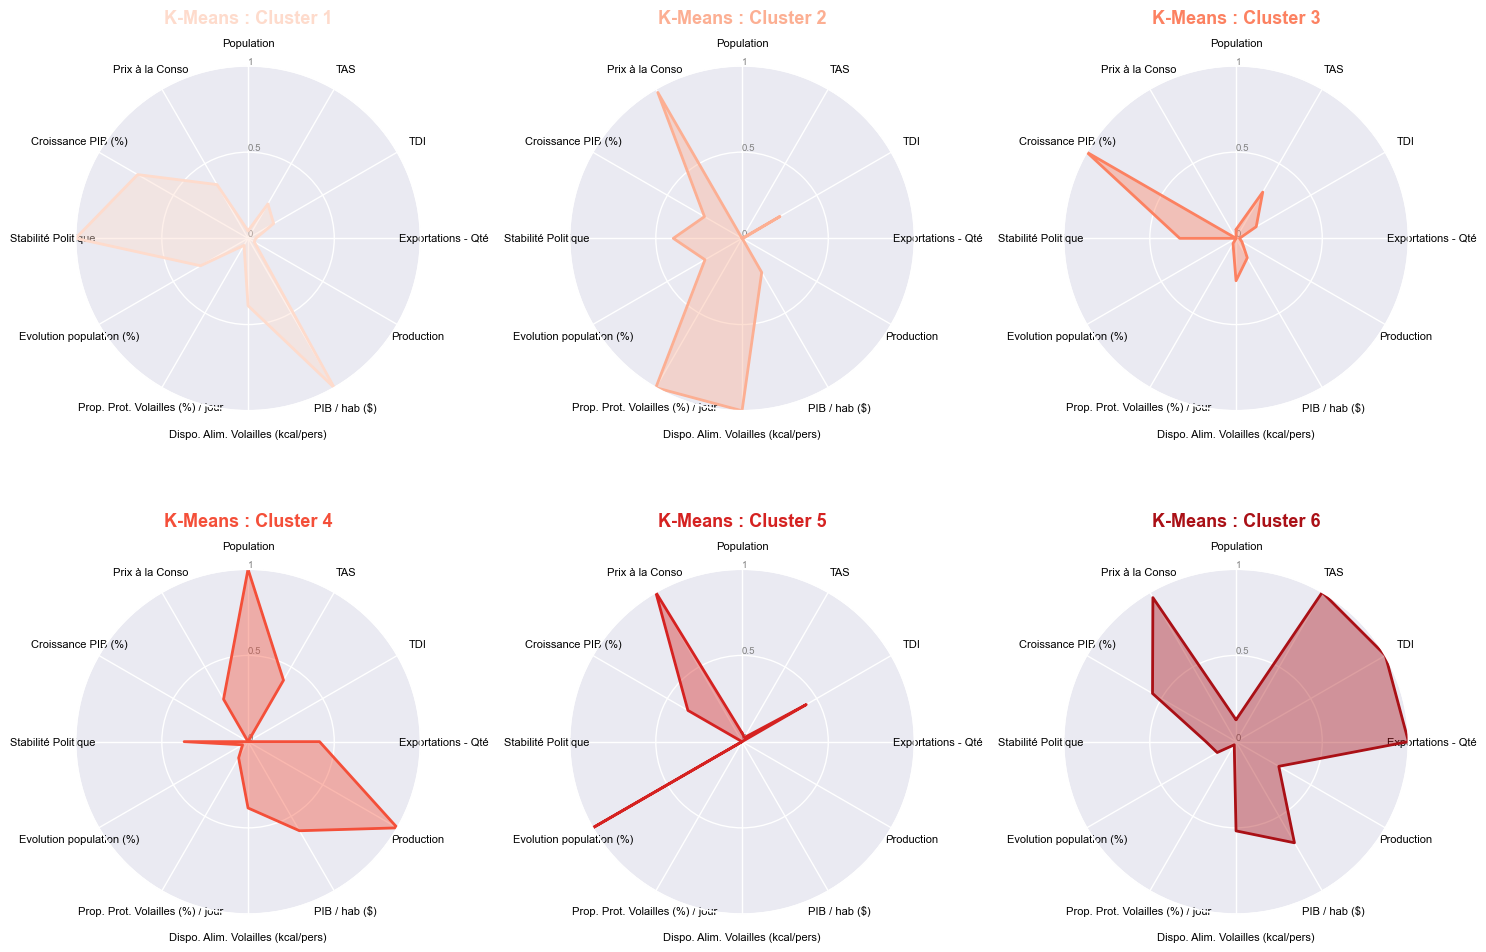 K-Means : Cluster 1
Population
Prix à la Conso
TAS
1
Croissance PIB (%)
TDI
0.5
Stabilité Politique
0
Exportations - Qté
Evolution population (%)
Production
Prop. Prot. Volailles (%) / jour
PIB / hab ($)
Dispo. Alim. Volailles (kcal/pers)
K-Means : Cluster 2
Population
Prix à la Conso
TAS
1
Croissance PIB (%)
TDI
0.5
Stabilité Politique
0
Exportations - Qté
Evolution population (%)
Production
Prop. Prot. Volailles (%) / jour
PIB / hab ($)
Dispo. Alim. Volailles (kcal/pers)
K-Means : Cluster 3
Population
Prix à la Conso
TAS
1
Croissance PIB (%)
TDI
0.5
Stabilité Politique
0
Exportations - Qté
Evolution population (%)
Production
Prop. Prot. Volailles (%) / jour
PIB / hab ($)
Dispo. Alim. Volailles (kcal/pers)
K-Means : Cluster 4
Population
Prix à la Conso
TAS
1
Croissance PIB (%)
TDI
0.5
Stabilité Politique
0
Exportations - Qté
Evolution population (%)
Production
Prop. Prot. Volailles (%) / jour
PIB / hab ($)
Dispo. Alim. Volailles (kcal/pers)
K-Means : Cluster 5
Population
Prix à la Conso
TAS
1
Croissance PIB (%)
TDI
0.5
Stabilité Politique
0
Exportations - Qté
Evolution population (%)
Production
Prop. Prot. Volailles (%) / jour
PIB / hab ($)
Dispo. Alim. Volailles (kcal/pers)
K-Means : Cluster 6
Population
Prix à la Conso
TAS
1
Croissance PIB (%)
TDI
0.5
Stabilité Politique
0
Exportations - Qté
Evolution population (%)
Production
Prop. Prot. Volailles (%) / jour
PIB / hab ($)
Dispo. Alim. Volailles (kcal/pers)